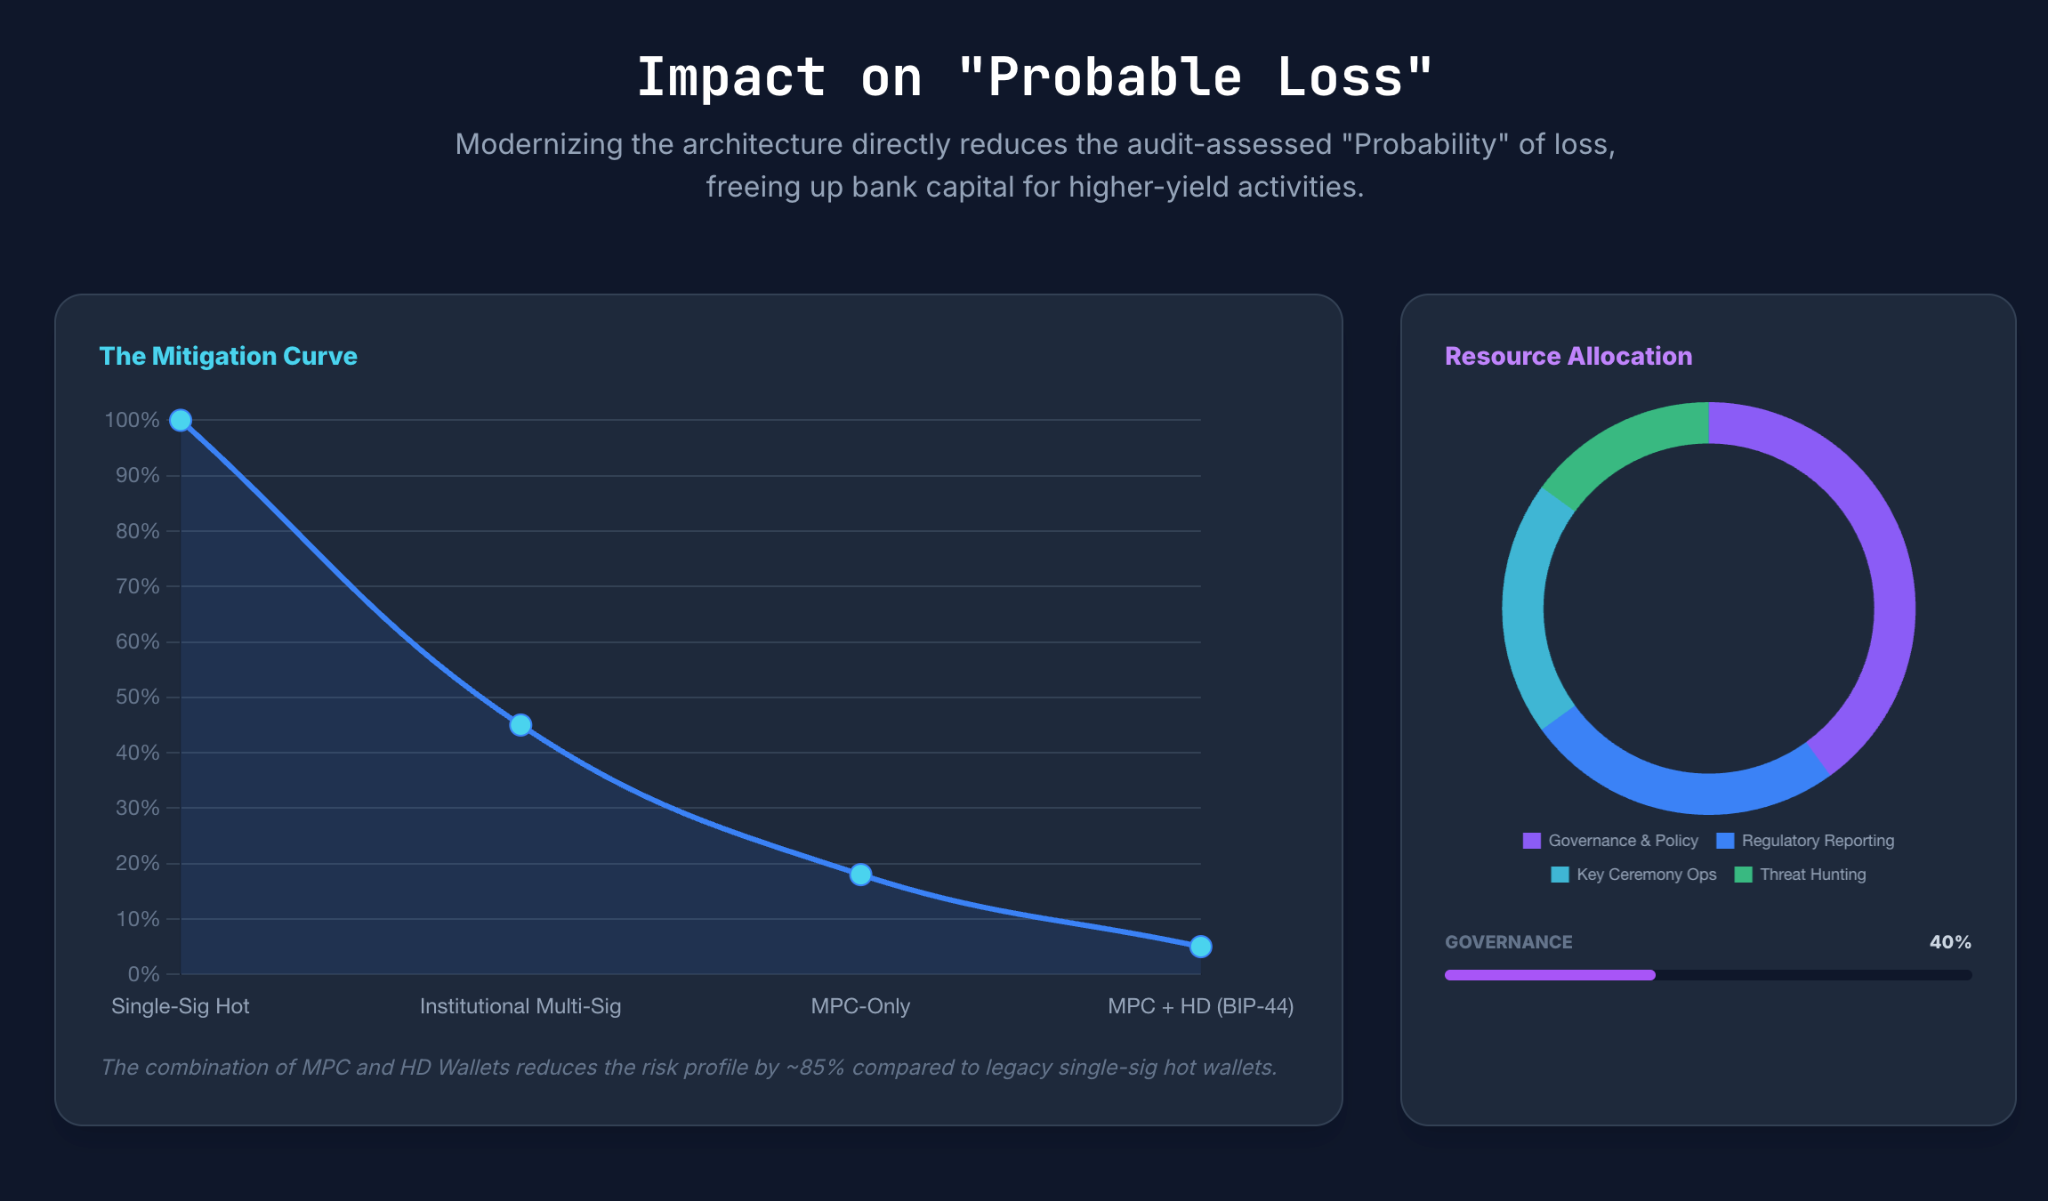 Impact on "Probable Loss"
Modernizing the architecture directly reduces the audit-assessed "Probability" of loss,
freeing up bank capital for higher-yield activities.
The Mitigation Curve
100%
90%
80%
70%
60%
50%
40%
30%
20%
10%
0%
Single-Sig Hot
Institutional Multi-Sig
MPC-Only
MPC + HD (BIP-44)
The combination of MPC and HD Wallets reduces the risk profile by ~85% compared to legacy single-sig hot wallets.
Resource Allocation
Governance & Policy
Regulatory Reporting
Key Ceremony Ops
Threat Hunting
GOVERNANCE
40%